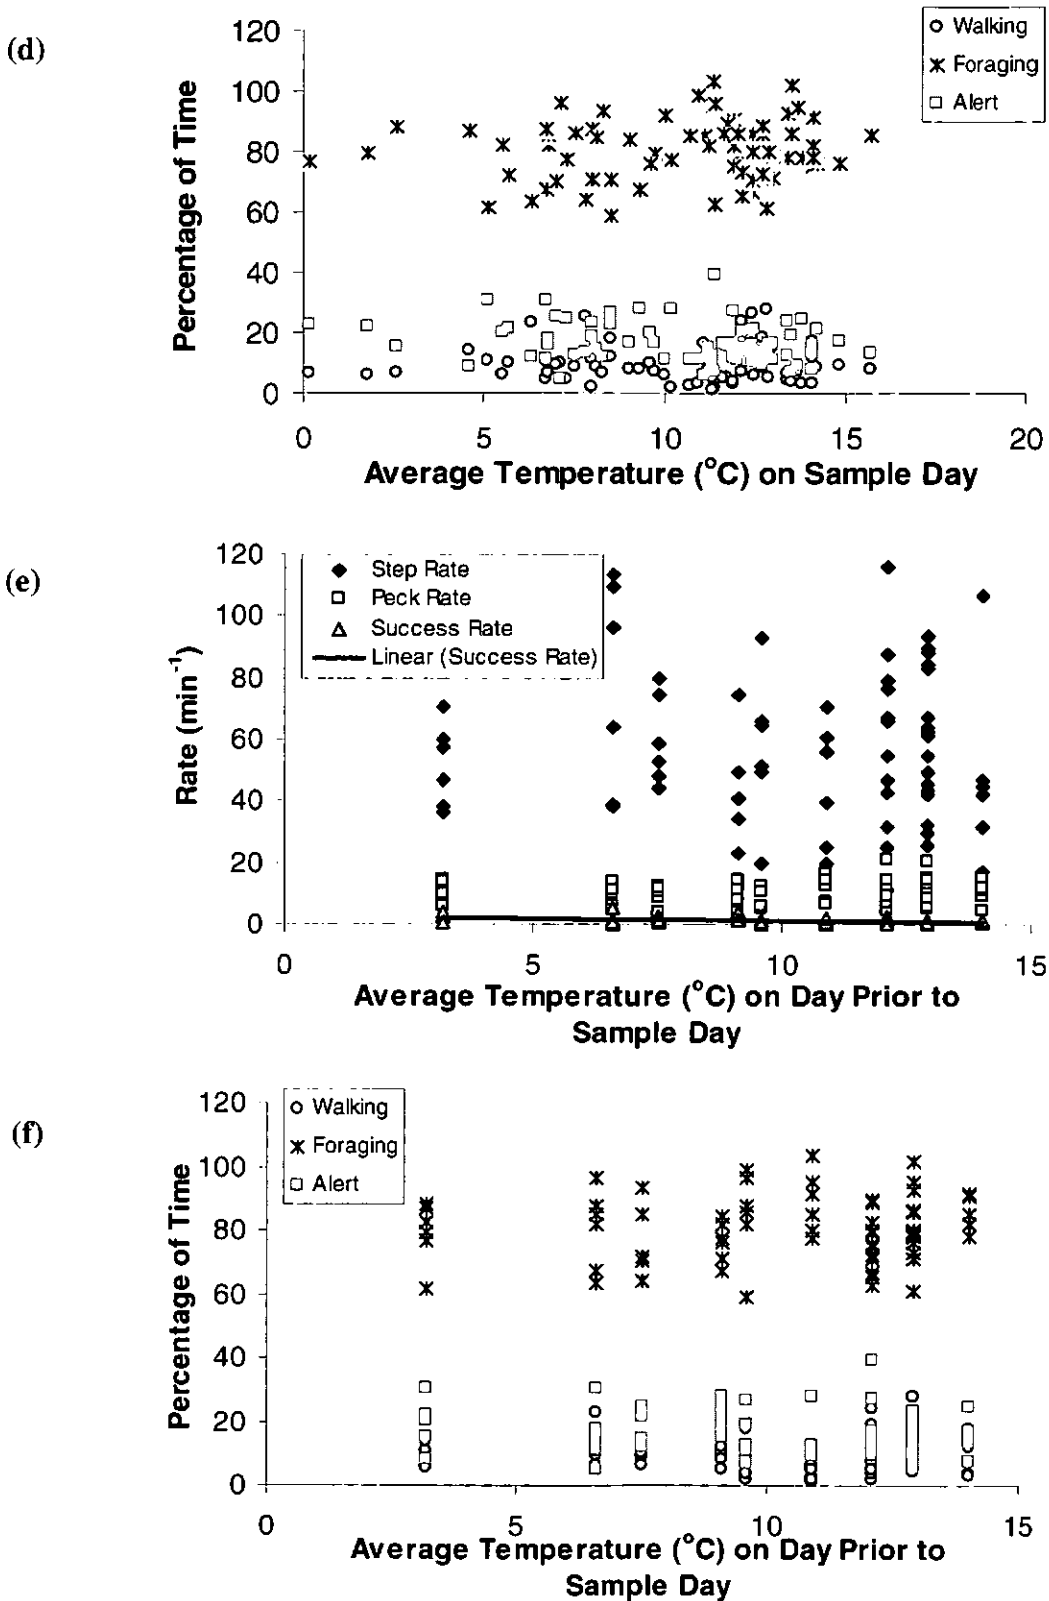 (d)
Percentage of Time
120
100
80
60
40
20
0
0 5 10 15 20
Average Temperature (°C) on Sample Day
Walking
Foraging
Alert
(e)
Rate (min⁻¹)
120
100
80
60
40
20
0
0 5 10 15
Step Rate
Peck Rate
Success Rate
Linear (Success Rate)
Average Temperature (°C) on Day Prior to
Sample Day
(f)
Percentage of Time
120
100
80
60
40
20
0
0 5 10 15
Walking
Foraging
Alert
Average Temperature (°C) on Day Prior to
Sample Day